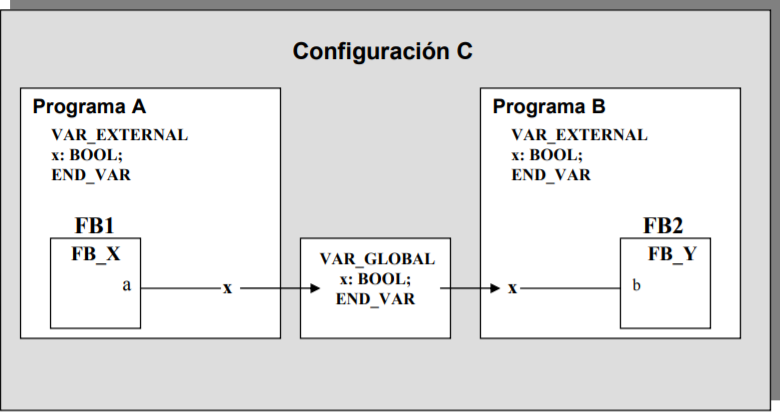 Configuración C
Programa A
VAR_EXTERNAL
x: BOOL;
END_VAR
FB1
FB_X
a
x
VAR_GLOBAL
x: BOOL;
END_VAR
Programa B
VAR_EXTERNAL
x: BOOL;
END_VAR
FB2
FB_Y
x
b